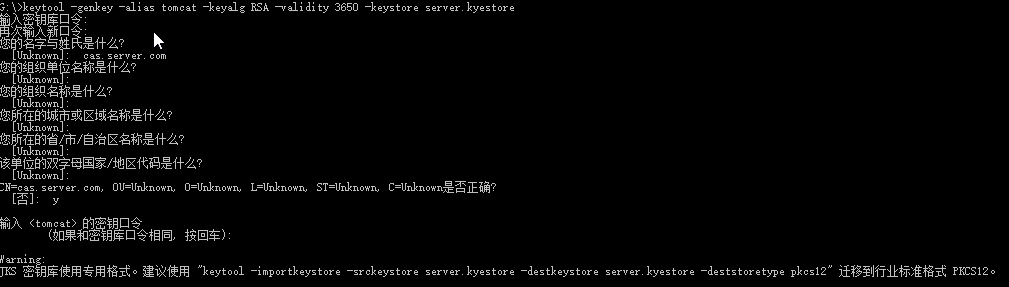 G:\>keytool -genkey -alias tomcat -keyalg RSA -validity 3650 -keystore server.kyestore
输入密钥库口令:
再次输入新口令:
您的名字与姓氏是什么?
[Unknown]:  cas.server.com
您的组织单位名称是什么?
[Unknown]:
您的组织名称是什么?
[Unknown]:
您所在的城市或区域名称是什么?
[Unknown]:
您所在的省/市/自治区名称是什么?
[Unknown]:
该单位的双字母国家/地区代码是什么?
[Unknown]:
CN=cas.server.com, OU=Unknown, O=Unknown, L=Unknown, ST=Unknown, C=Unknown是否正确?
[否]:  y
输入 <tomcat> 的密钥口令
(如果和密钥库口令相同, 按回车):
Warning:
JKS 密钥库使用专用格式。建议使用 "keytool -importkeystore -srckeystore server.kyestore -destkeystore server.kyestore -deststoretype pkcs12" 迁移到行业标准格式 PKCS12。